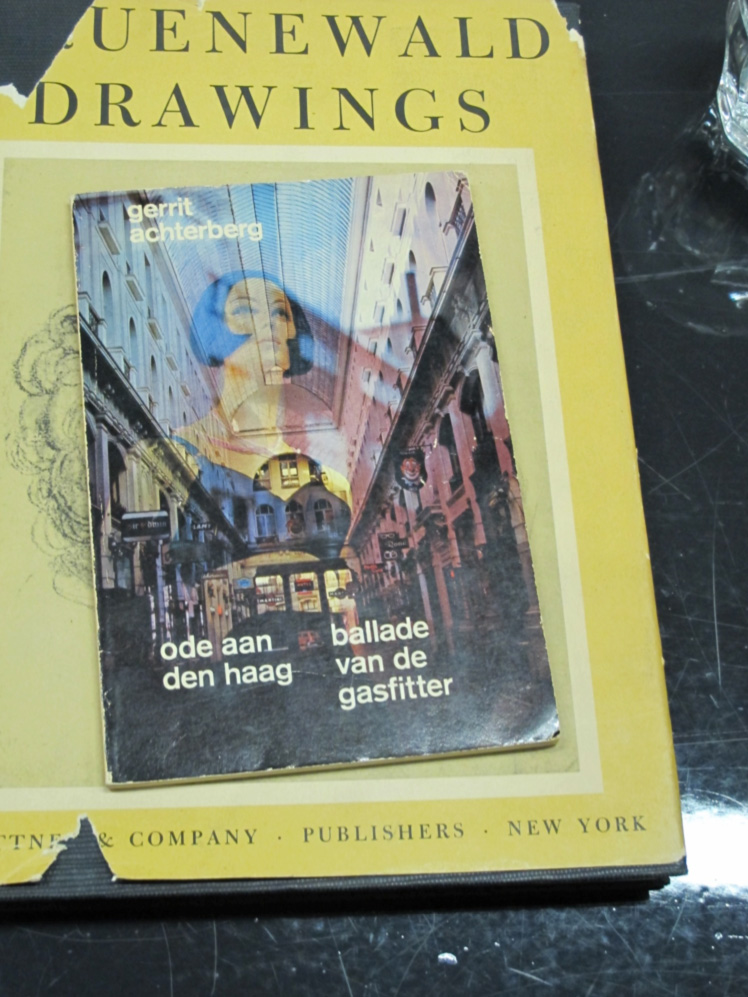 UENEWALD
DRAWINGS
gerrit
achterberg
ode aan
den haag
ballade
van de
gasfitter
& COMPANY · PUBLISHERS · NEW YORK